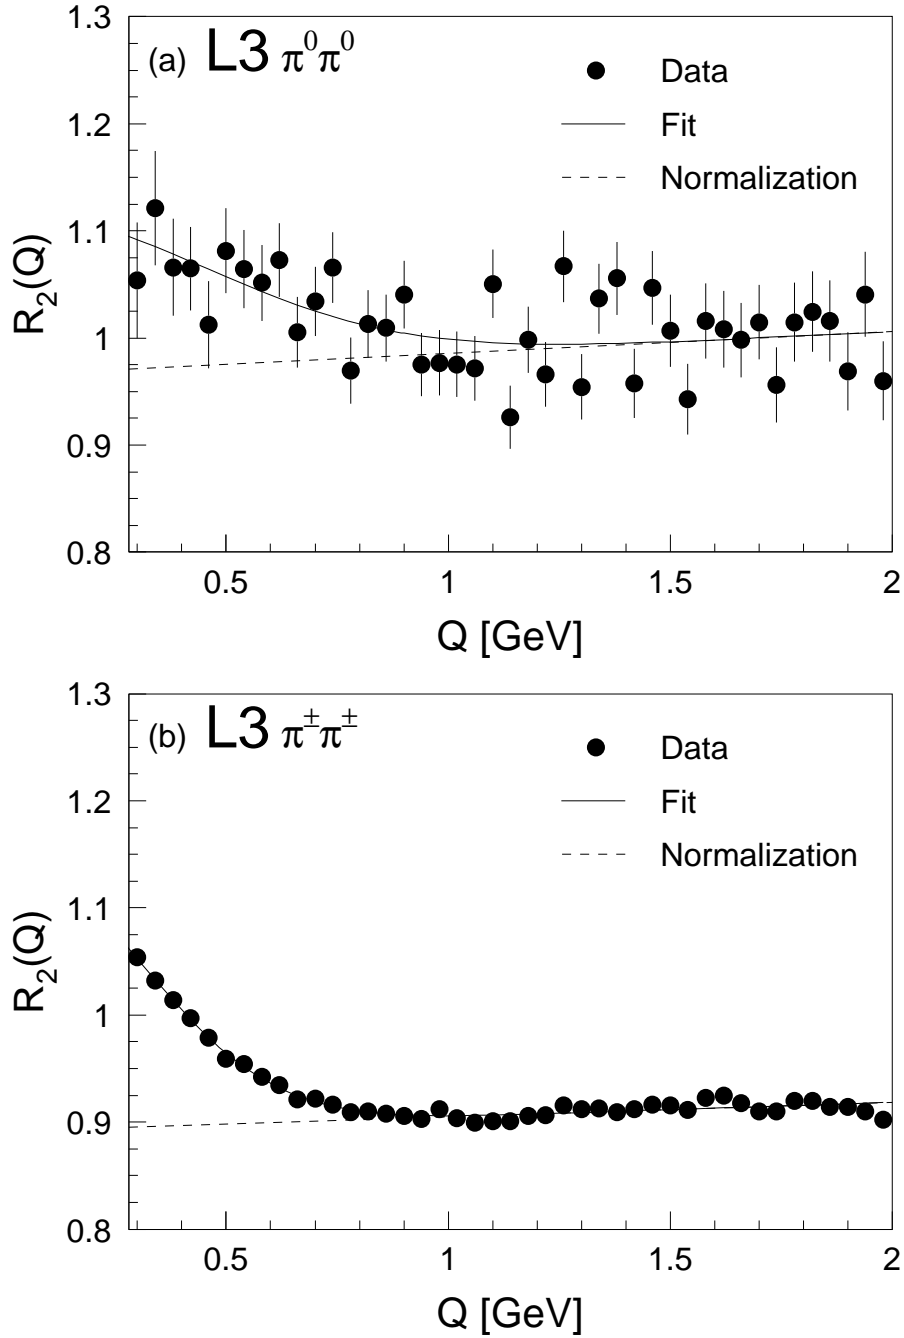 (a) L3 π⁰π⁰
Data
Fit
Normalization
R₂(Q)
1.3
1.2
1.1
1
0.9
0.8
0.5
1
1.5
2
Q [GeV]
(b) L3 π±π±
Data
Fit
Normalization
R₂(Q)
1.3
1.2
1.1
1
0.9
0.8
0.5
1
1.5
2
Q [GeV]